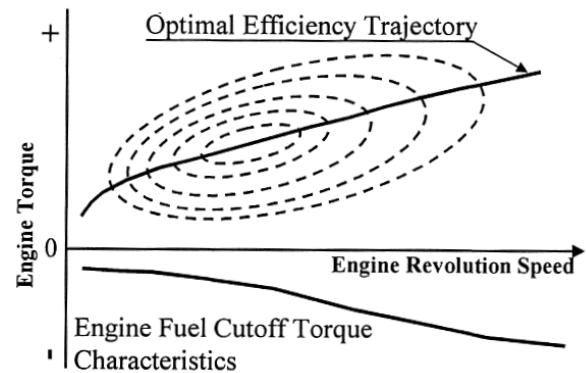 +
Optimal Efficiency Trajectory
Engine Torque
0
Engine Revolution Speed
Engine Fuel Cutoff Torque
Characteristics
-